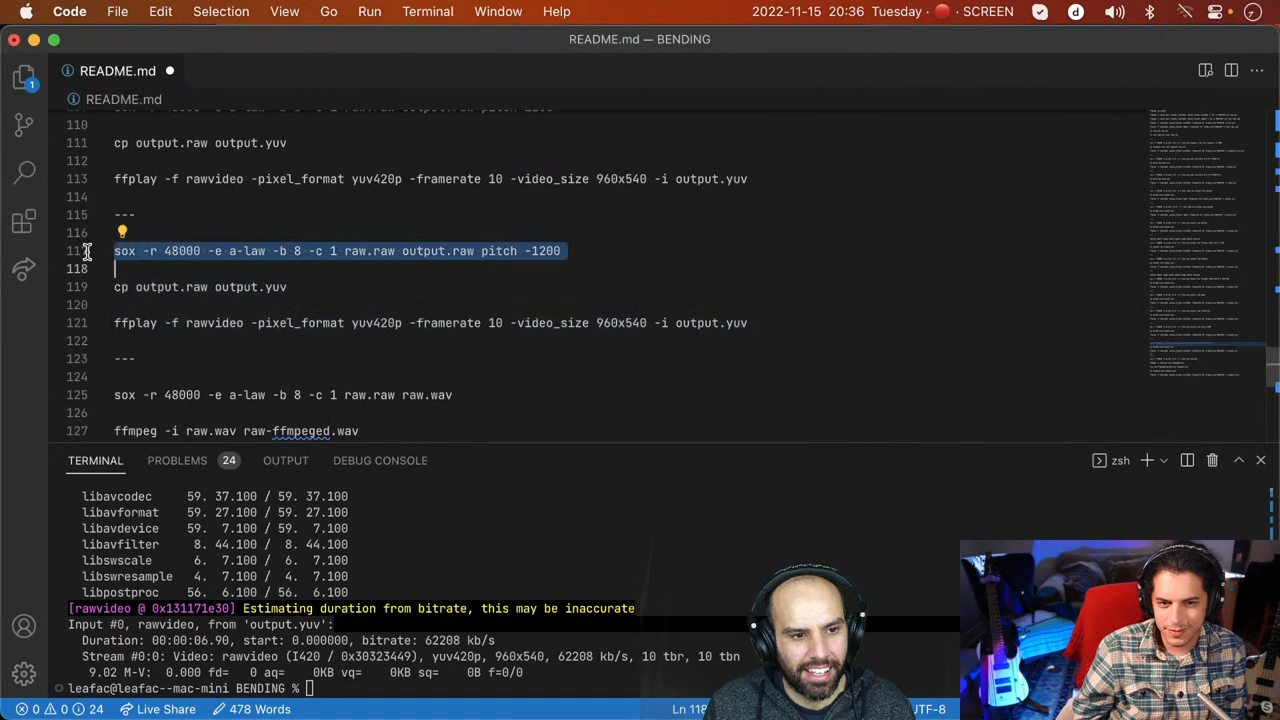 Code File Edit Selection View Go Run Terminal Window Help 2022-11-15 20:36 Tuesday SCREEN
README.md — BENDING
README.md
README.md
110
111 cp output.raw output.yuv
112
113 ffplay -f rawvideo -pixel_format yuv420p -framerate 10 -video_size 960x540 -i output.yuv
114
115 ---
116
117 sox -r 48000 -e a-law -b 8 -c 1 raw.raw output.raw pitch -1200
118
119 cp output.raw output.yuv
120
121 ffplay -f rawvideo -pixel_format yuv420p -framerate 10 -video_size 960x540 -i output.yuv
122
123 ---
124
125 sox -r 48000 -e a-law -b 8 -c 1 raw.raw raw.wav
126
127 ffmpeg -i raw.wav raw-ffmpeged.wav
TERMINAL PROBLEMS 24 OUTPUT DEBUG CONSOLE zsh
libavcodec 59. 37.100 / 59. 37.100
libavformat 59. 27.100 / 59. 27.100
libavdevice 59. 7.100 / 59. 7.100
libavfilter 8. 44.100 / 8. 44.100
libswscale 6. 7.100 / 6. 7.100
libswresample 4. 7.100 / 4. 7.100
libpostproc 56. 6.100 / 56. 6.100
[rawvideo @ 0x131171e30] Estimating duration from bitrate, this may be inaccurate
Input #0, rawvideo, from 'output.yuv':
Duration: 00:00:06.90, start: 0.000000, bitrate: 62208 kb/s
Stream #0:0: Video: rawvideo (I420 / 0x30323449), yuv420p, 960x540, 62208 kb/s, 10 tbr, 10 tbn
9.80 M-V: 0.000 fd= 0 aq= 0KB vq= 0KB sq= 0B f=0/0
leafac@leafac--mac-mini BENDING %
0 0 24 Live Share 478 Words Ln 118 UTF-8